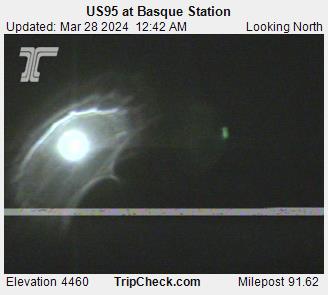 US95 at Basque Station
Updated: Mar 28 2024 12:42 AM Looking North
Elevation 4460 TripCheck.com Milepost 91.62